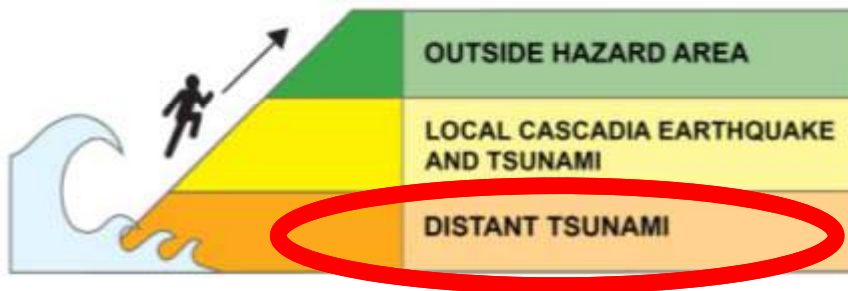 OUTSIDE HAZARD AREA
LOCAL CASCADIA EARTHQUAKE
AND TSUNAMI
DISTANT TSUNAMI